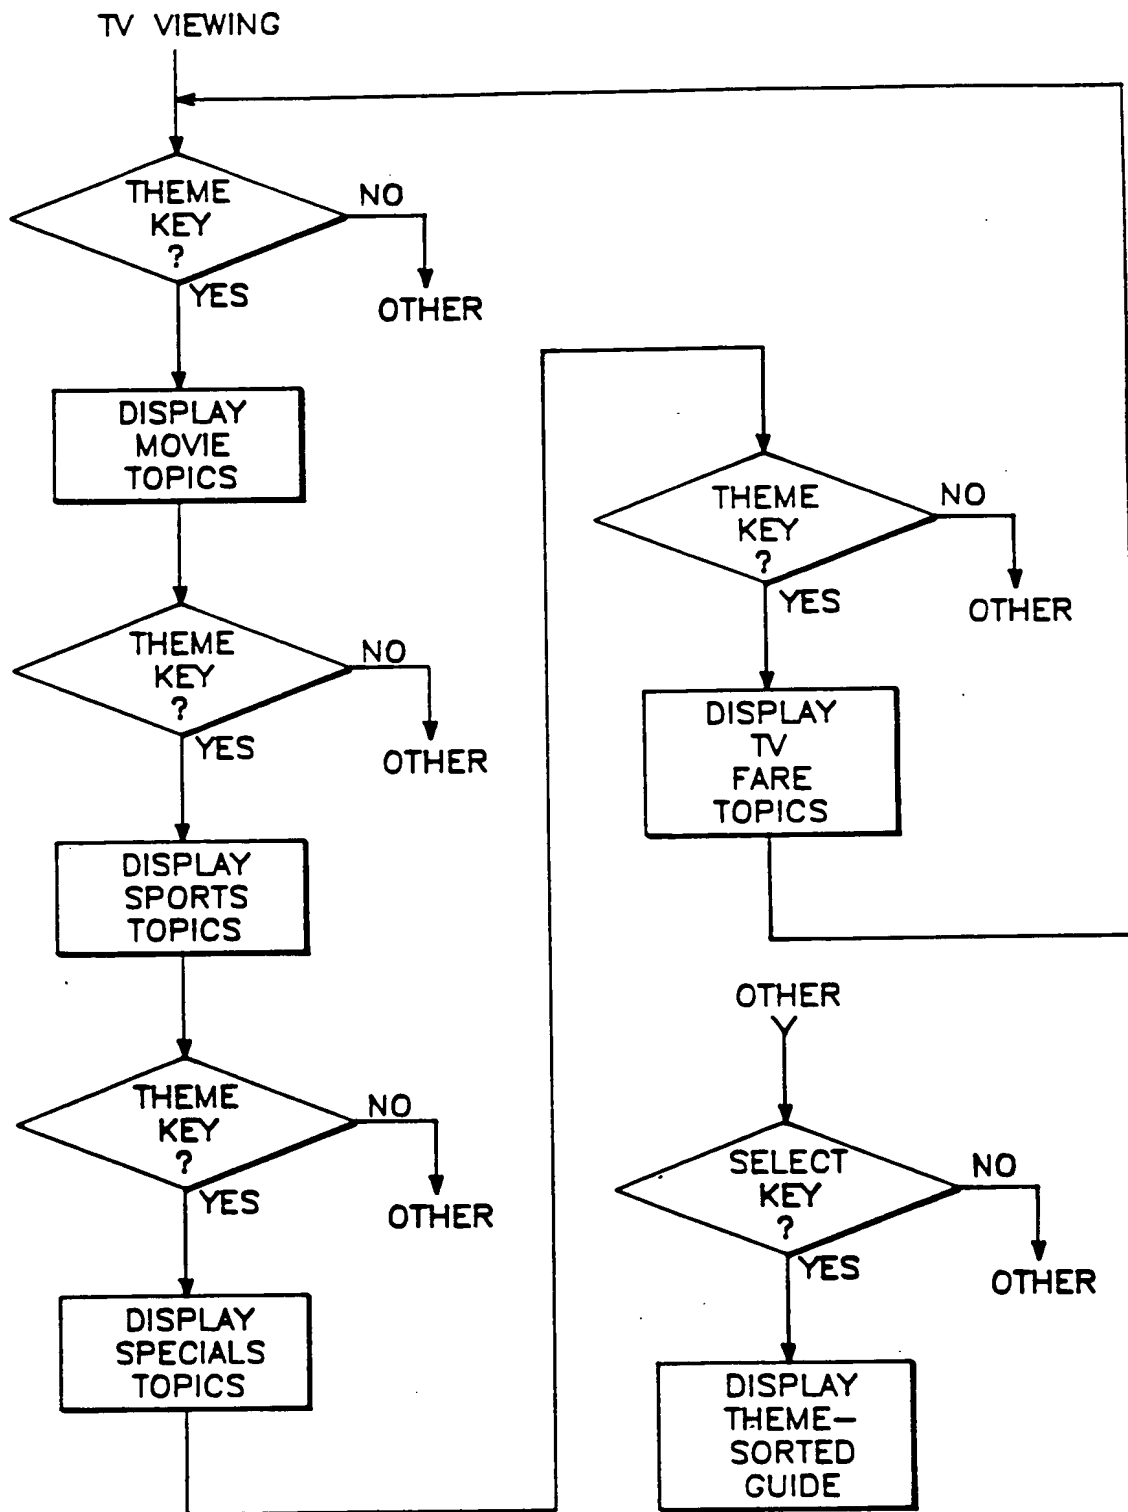 TV VIEWING
THEME
KEY
?
NO
YES
OTHER
DISPLAY
MOVIE
TOPICS
THEME
KEY
?
NO
YES
OTHER
DISPLAY
SPORTS
TOPICS
THEME
KEY
?
NO
YES
OTHER
DISPLAY
SPECIALS
TOPICS
THEME
KEY
?
NO
YES
OTHER
DISPLAY
TV
FARE
TOPICS
OTHER
SELECT
KEY
?
NO
YES
OTHER
DISPLAY
THEME-
SORTED
GUIDE